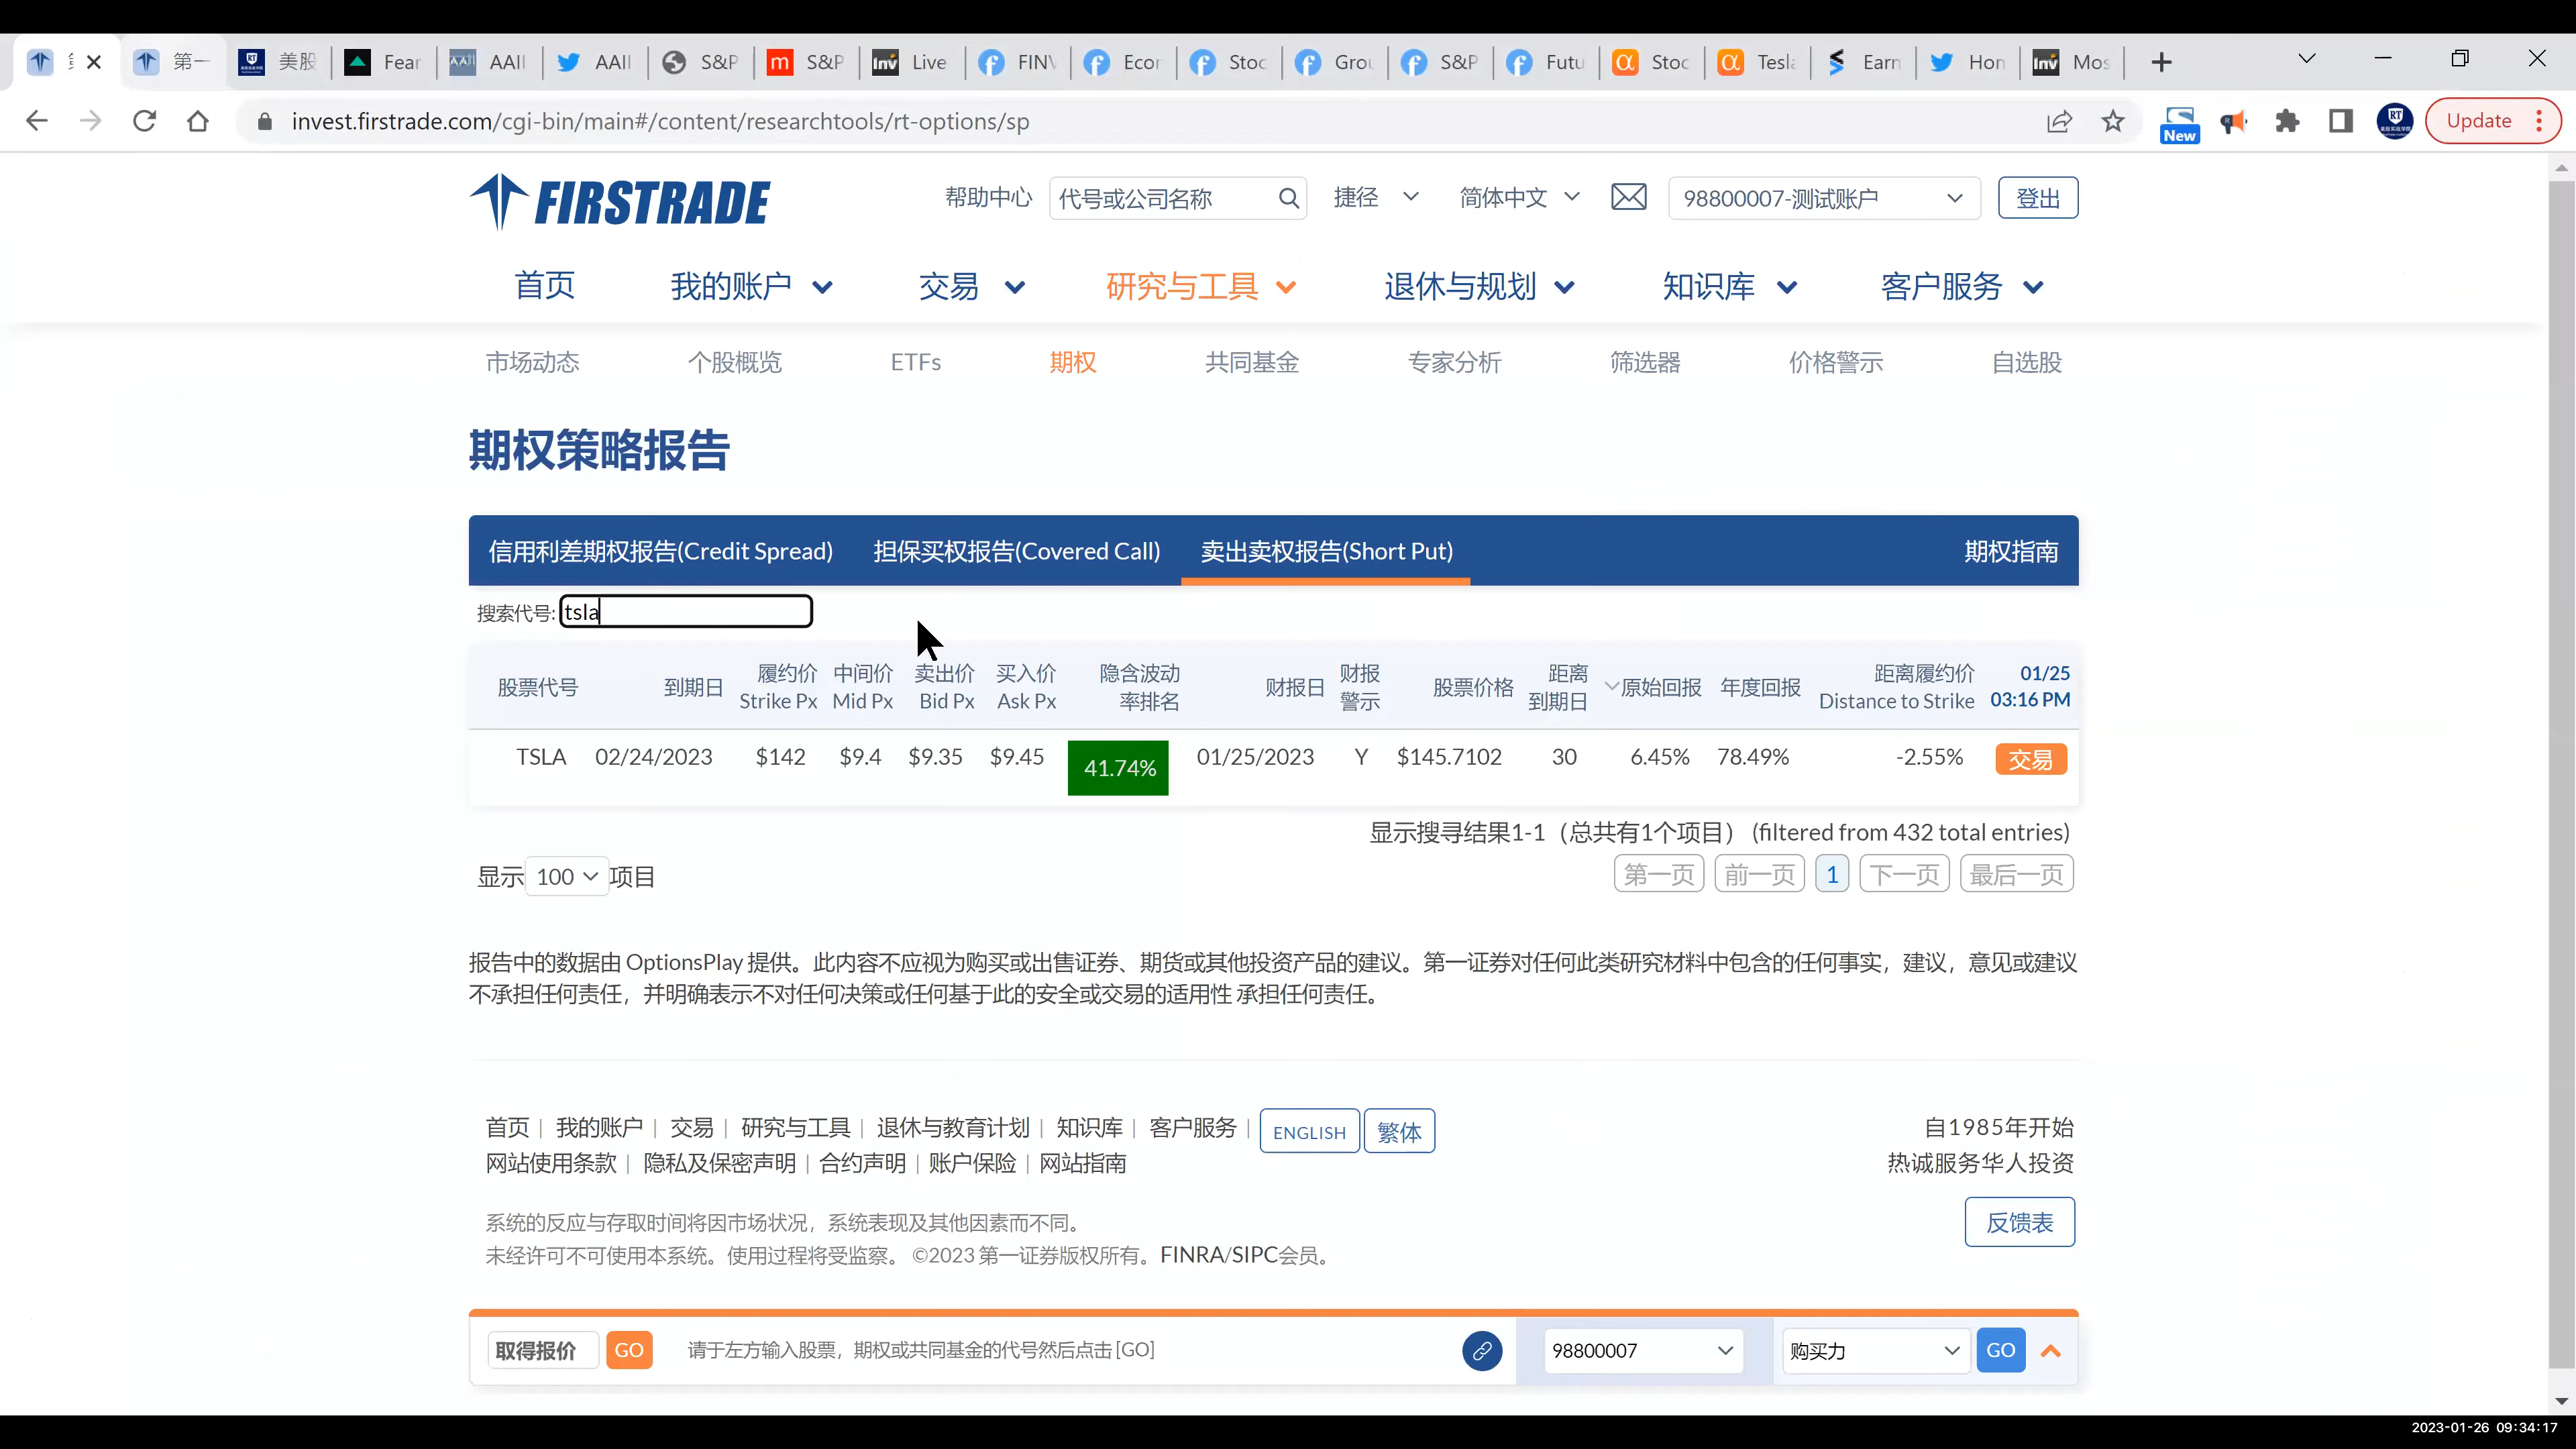 第一
美股
Fear
AAII
AAII
S&P
S&P
Live
FINV
Econ
Stoc
Grou
S&P
Futu
Stoc
Tesla
Earn
Hom
Mos
invest.firstrade.com/cgi-bin/main#/content/researchtools/rt-options/sp
New
Update
FIRSTRADE
帮助中心
代号或公司名称
捷径
简体中文
98800007-测试账户
登出
首页
我的账户
交易
研究与工具
退休与规划
知识库
客户服务
市场动态
个股概览
ETFs
期权
共同基金
专家分析
筛选器
价格警示
自选股
期权策略报告
信用利差期权报告(Credit Spread)
担保买权报告(Covered Call)
卖出卖权报告(Short Put)
期权指南
搜索代号: tsla
股票代号
到期日
履约价
Strike Px
中间价
Mid Px
卖出价
Bid Px
买入价
Ask Px
隐含波动
率排名
财报日
财报
警示
股票价格
距离
到期日
原始回报
年度回报
距离履约价
Distance to Strike
01/25
03:16 PM
TSLA 02/24/2023 $142 $9.4 $9.35 $9.45 41.74% 01/25/2023 Y $145.7102 30 6.45% 78.49% -2.55% 交易
显示搜寻结果1-1（总共有1个项目） (filtered from 432 total entries)
显示 100 项目
第一页 前一页 1 下一页 最后一页
报告中的数据由 OptionsPlay 提供。此内容不应视为购买或出售证券、期货或其他投资产品的建议。第一证券对任何此类研究材料中包含的任何事实，建议，意见或建议
不承担任何责任，并明确表示不对任何决策或任何基于此的安全或交易的适用性 承担任何责任。
首页 | 我的账户 | 交易 | 研究与工具 | 退休与教育计划 | 知识库 | 客户服务 | ENGLISH 繁体
网站使用条款 | 隐私及保密声明 | 合约声明 | 账户保险 | 网站指南
自1985年开始
热诚服务华人投资
系统的反应与存取时间将因市场状况，系统表现及其他因素而不同。
未经许可不可使用本系统。使用过程将受监察。 ©2023 第一证券版权所有。FINRA/SIPC会员。
反馈表
取得报价 GO 请于左方输入股票，期权或共同基金的代号然后点击 [GO]
98800007
购买力
GO
2023-01-26 09:34:17